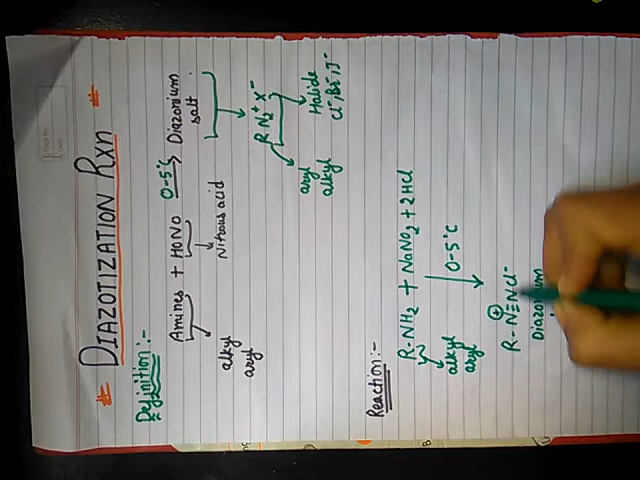 # DIAZOTIZATION Rxn #
Definition :-
Amines + HONO 0-5°C → Diazonium salt.
alkyl
aryl
Nitrous acid
R N₂⁺ X⁻
aryl
alkyl
Halide
Cl⁻, Br⁻, I⁻
Reaction :-
R-NH₂ + NaNO₂ + 2HCl
alkyl
aryl
0-5°C
R-N⊕≡NCl⁻
Diazonium